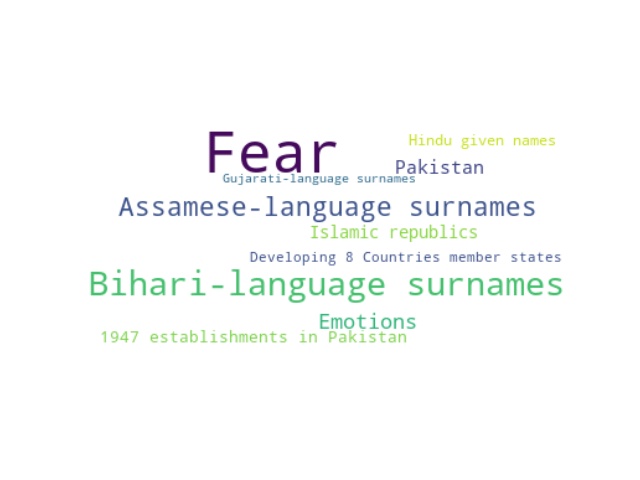 Fear
Hindu given names
Pakistan
Gujarati-language surnames
Assamese-language surnames
Islamic republics
Developing 8 Countries member states
Bihari-language surnames
Emotions
1947 establishments in Pakistan